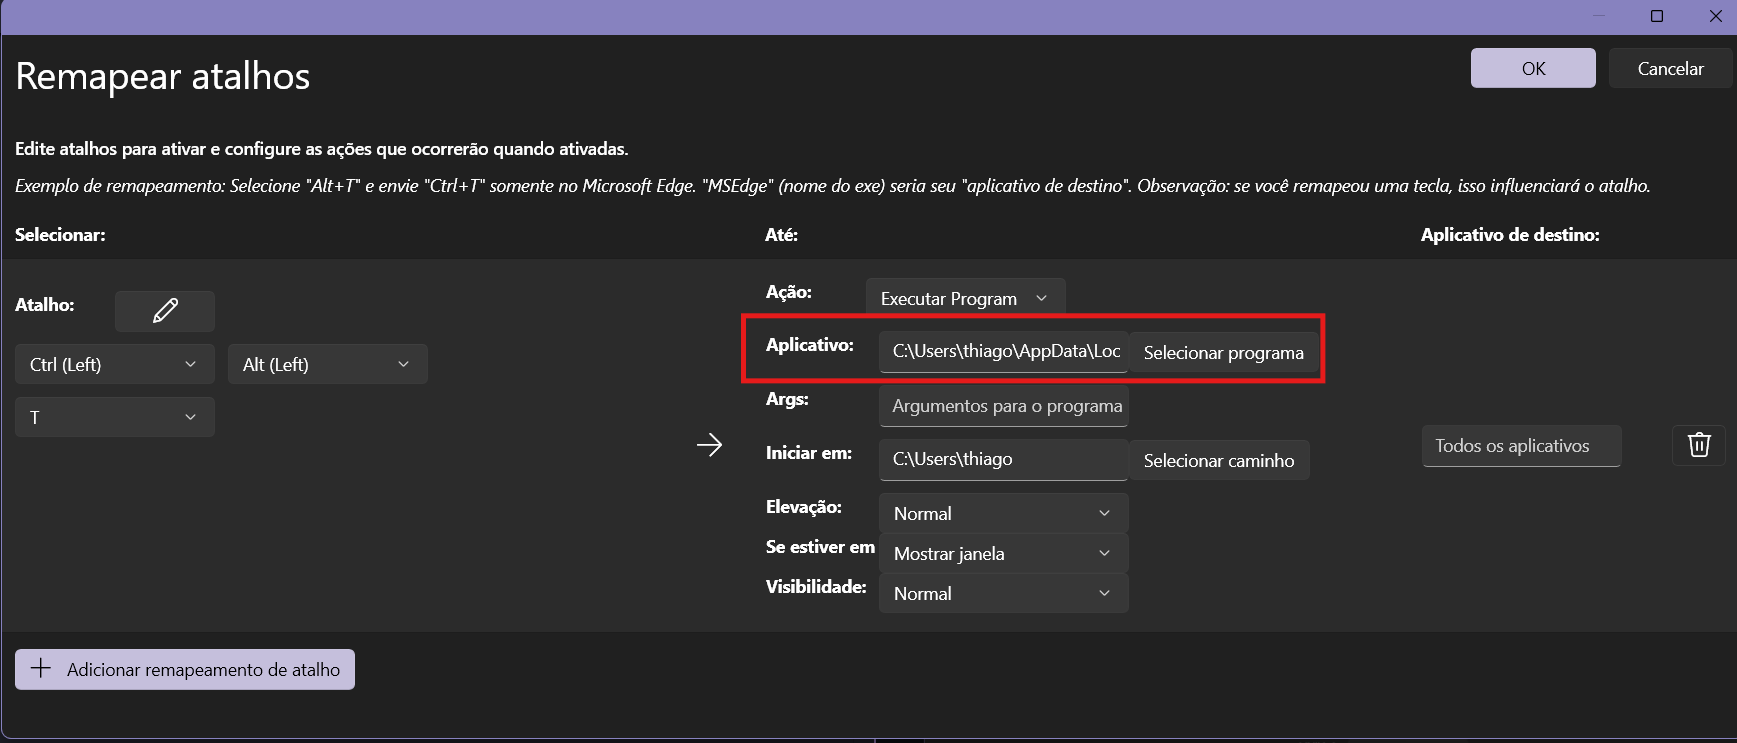 Remapear atalhos
OK
Cancelar
Edite atalhos para ativar e configure as ações que ocorrerão quando ativadas.
Exemplo de remapeamento: Selecione "Alt+T" e envie "Ctrl+T" somente no Microsoft Edge. "MSEdge" (nome do exe) seria seu "aplicativo de destino". Observação: se você remapeou uma tecla, isso influenciará o atalho.
Selecionar:
Até:
Aplicativo de destino:
Atalho:
Ctrl (Left)
Alt (Left)
T
Ação:
Executar Program
Aplicativo:
C:\Users\thiago\AppData\Loc
Selecionar programa
Args:
Argumentos para o programa
Iniciar em:
C:\Users\thiago
Selecionar caminho
Elevação:
Normal
Se estiver em
Mostrar janela
Visibilidade:
Normal
Todos os aplicativos
Adicionar remapeamento de atalho